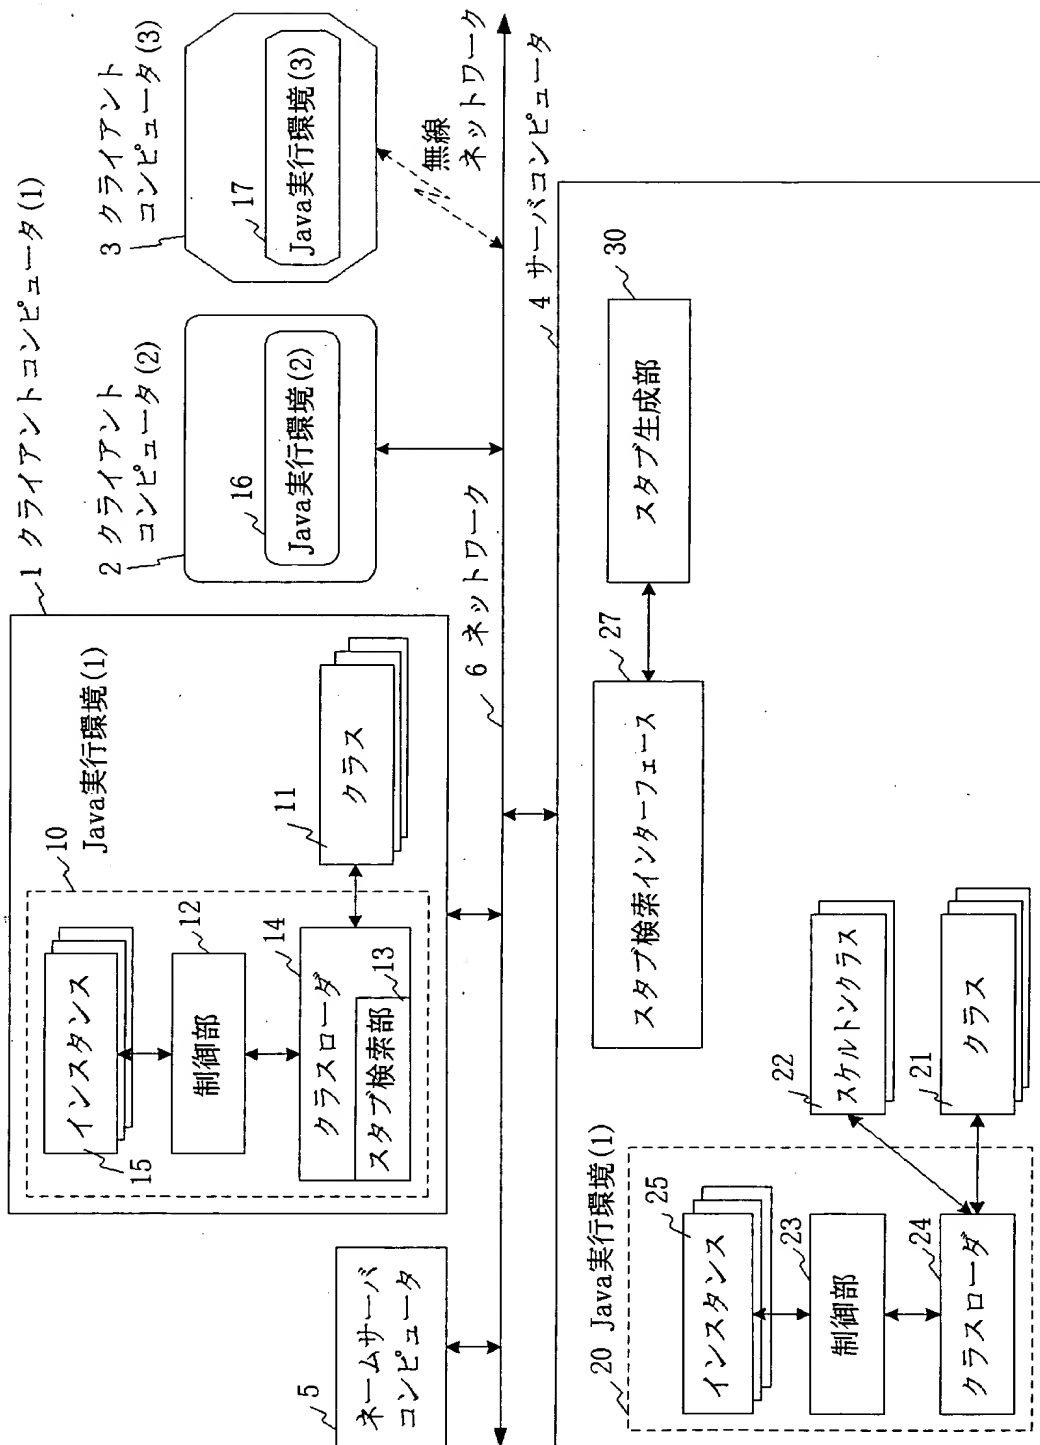 5
ネームサーバ
コンピュータ
1 クライアントコンピュータ(1)
10
Java実行環境(1)
インスタンス
15
制御部
12
クラスローダ
14
スタブ検索部
13
11
クラス
2 クライアント
コンピュータ(2)
16
Java実行環境(2)
3 クライアント
コンピュータ(3)
17
Java実行環境(3)
無線
ネットワーク
6 ネットワーク
4 サーバコンピュータ
スタブ検索インターフェース
27
スタブ生成部
30
20 Java実行環境(1)
インスタンス
25
制御部
23
クラスローダ
24
22
スケルトンクラス
21
クラス